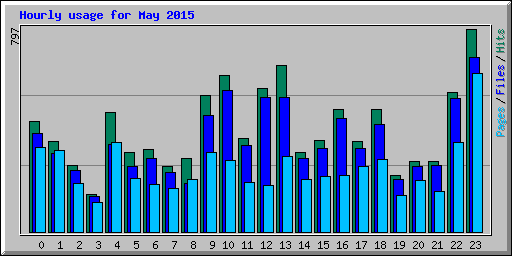 Hourly usage for May 2015
797
Pages / Files / Hits
0 1 2 3 4 5 6 7 8 9 10 11 12 13 14 15 16 17 18 19 20 21 22 23